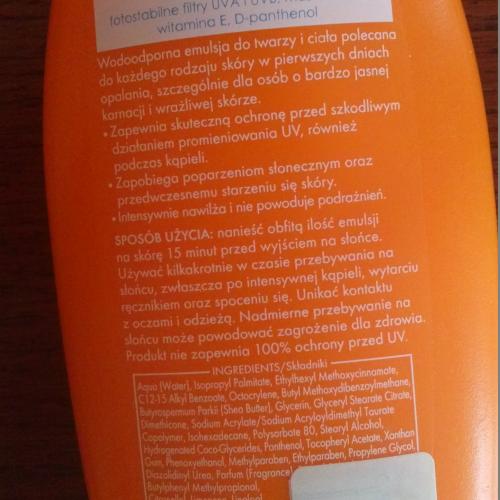 fotostabilne filtry UVA i UVB,
witamina E, D-panthenol
Wodoodporna emulsja do twarzy i ciała polecana
do każdego rodzaju skóry w pierwszych dniach
opalania, szczególnie dla osób o bardzo jasnej
karnacji i wrażliwej skórze.
• Zapewnia skuteczną ochronę przed szkodliwym
działaniem promieniowania UV, również
podczas kąpieli.
• Zapobiega poparzeniom słonecznym oraz
przedwczesnemu starzeniu się skóry.
• Intensywnie nawilża i nie powoduje podrażnień.
SPOSÓB UŻYCIA: nanieść obfitą ilość emulsji
na skórę 15 minut przed wyjściem na słońce.
Używać kilkakrotnie w czasie przebywania na
słońcu, zwłaszcza po intensywnej kąpieli, wytarciu
ręcznikiem oraz spoceniu się. Unikać kontaktu
z oczami i odzieżą. Nadmierne przebywanie na
słońcu może powodować zagrożenie dla zdrowia.
Produkt nie zapewnia 100% ochrony przed UV.
INGREDIENTS/Składniki
Aqua (Water), Isopropyl Palmitate, Ethylhexyl Methoxycinnamate,
C12-15 Alkyl Benzoate, Octocrylene, Butyl Methoxydibenzoylmethane,
Butyrospermum Parkii (Shea Butter), Glycerin, Glyceryl Stearate Citrate,
Dimethicone, Sodium Acrylate/Sodium Acryloyldimethyl Taurate
Copolymer, Isohexadecane, Polysorbate 80, Stearyl Alcohol,
Hydrogenated Coco-Glycerides, Panthenol, Tocopheryl Acetate, Xanthan
Gum, Phenoxyethanol, Methylparaben, Ethylparaben, Propylene Glycol,
Diazolidinyl Urea, Parfum (Fragrance)
Butylphenyl Methylpropional,